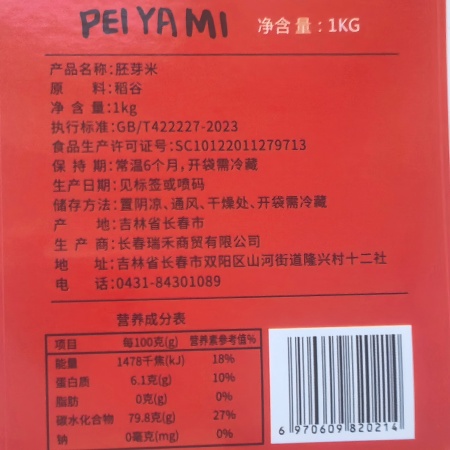 PEI YA MI 净含量：1KG
产品名称：胚芽米
原 料：稻谷
净 含 量：1kg
执行标准：GB/T422227-2023
食品生产许可证号：SC10122011279713
保 持 期：常温6个月，开袋需冷藏
生产日期：见标签或喷码
储存方法：置阴凉、通风、干燥处、开袋需冷藏
产 地：吉林省长春市
生 产 商：长春瑞禾商贸有限公司
地 址：吉林省长春市双阳区山河街道隆兴村十二社
电 话：0431-84301089
营养成分表
项目 每100克(g) 营养素参考值%
能量 1478千焦(kJ) 18%
蛋白质 6.1克(g) 10%
脂肪 0克(g) 0%
碳水化合物 79.8克(g) 27%
钠 0毫克(mg) 0%
6 970609 820214